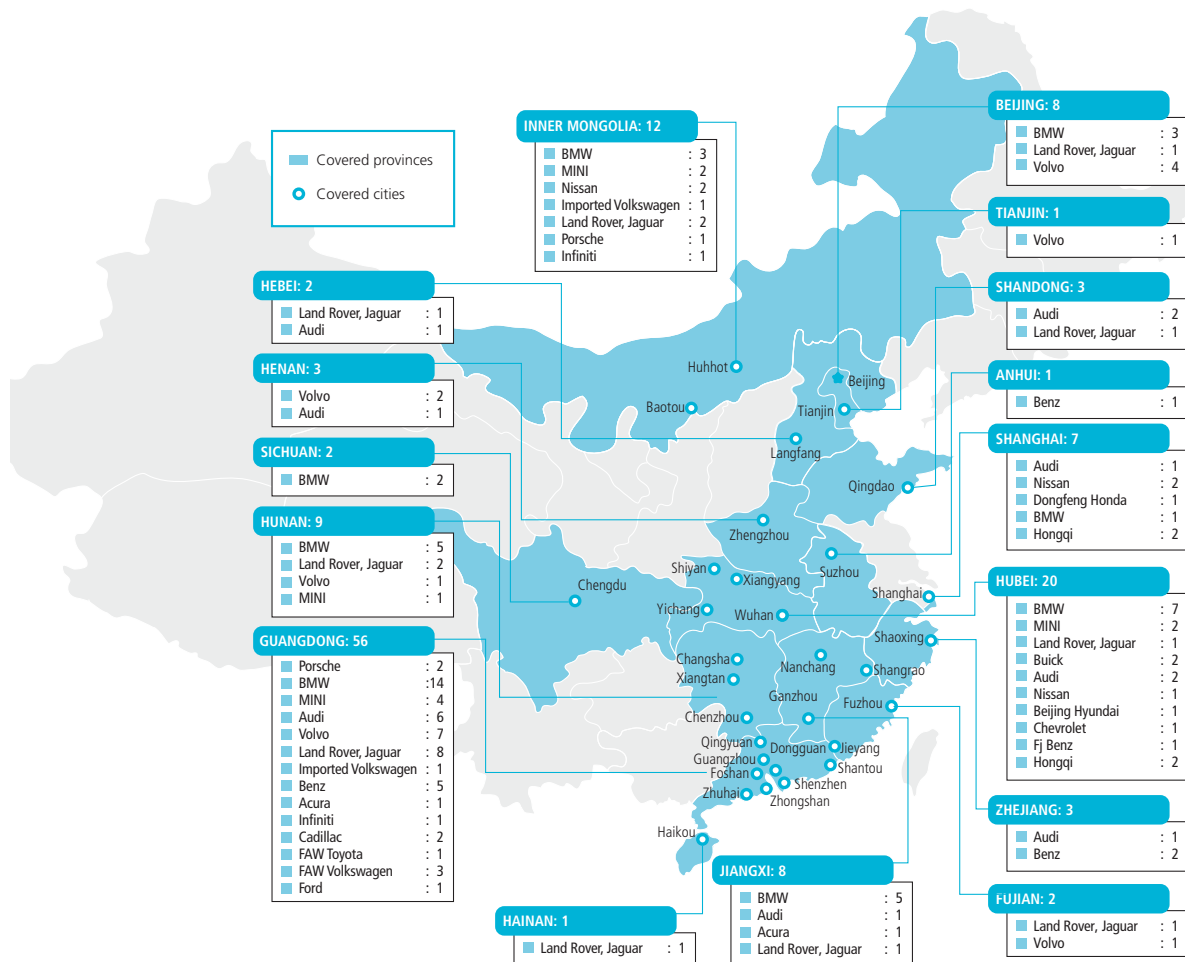 Covered provinces
Covered cities
INNER MONGOLIA: 12
BMW : 3
MINI : 2
Nissan : 2
Imported Volkswagen : 1
Land Rover, Jaguar : 2
Porsche : 1
Infiniti : 1
BEIJING: 8
BMW : 3
Land Rover, Jaguar : 1
Volvo : 4
TIANJIN: 1
Volvo : 1
SHANDONG: 3
Audi : 2
Land Rover, Jaguar : 1
ANHUI: 1
Benz : 1
SHANGHAI: 7
Audi : 1
Nissan : 2
Dongfeng Honda : 1
BMW : 1
Hongqi : 2
HUBEI: 20
BMW : 7
MINI : 2
Land Rover, Jaguar : 1
Buick : 2
Audi : 2
Nissan : 1
Beijing Hyundai : 1
Chevrolet : 1
Fj Benz : 1
Hongqi : 2
ZHEJIANG: 3
Audi : 1
Benz : 2
FUJIAN: 2
Land Rover, Jaguar : 1
Volvo : 1
HEBEI: 2
Land Rover, Jaguar : 1
Audi : 1
HENAN: 3
Volvo : 2
Audi : 1
SICHUAN: 2
BMW : 2
HUNAN: 9
BMW : 5
Land Rover, Jaguar : 2
Volvo : 1
MINI : 1
GUANGDONG: 56
Porsche : 2
BMW :14
MINI : 4
Audi : 6
Volvo : 7
Land Rover, Jaguar : 8
Imported Volkswagen : 1
Benz : 5
Acura : 1
Infiniti : 1
Cadillac : 2
FAW Toyota : 1
FAW Volkswagen : 3
Ford : 1
HAINAN: 1
Land Rover, Jaguar : 1
JIANGXI: 8
BMW : 5
Audi : 1
Acura : 1
Land Rover, Jaguar : 1
Huhhot
Beijing
Baotou
Tianjin
Langfang
Qingdao
Zhengzhou
Shiyan
Xiangyang
Suzhou
Chengdu
Shanghai
Yichang
Wuhan
Shaoxing
Changsha
Nanchang
Shangrao
Xiangtan
Ganzhou
Fuzhou
Chenzhou
Qingyuan
Dongguan
Jieyang
Guangzhou
Shantou
Foshan
Shenzhen
Zhuhai
Zhongshan
Haikou